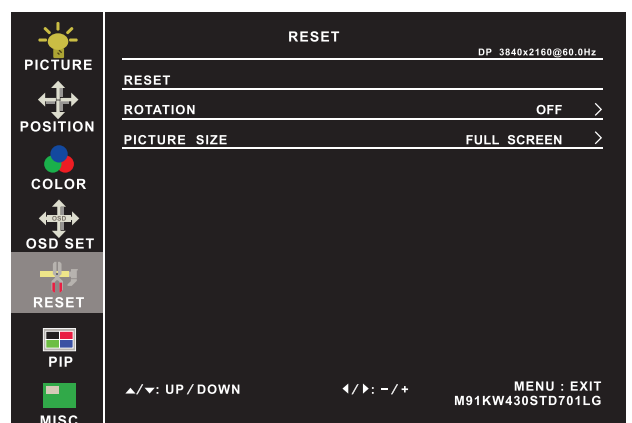 PICTURE
POSITION
COLOR
OSD
OSD SET
RESET
PIP
MISC
RESET
DP 3840x2160@60.0Hz
RESET
ROTATION OFF >
PICTURE SIZE FULL SCREEN >
▲/▼: UP/DOWN ◀/▶: -/+ MENU : EXIT
M91KW430STD701LG